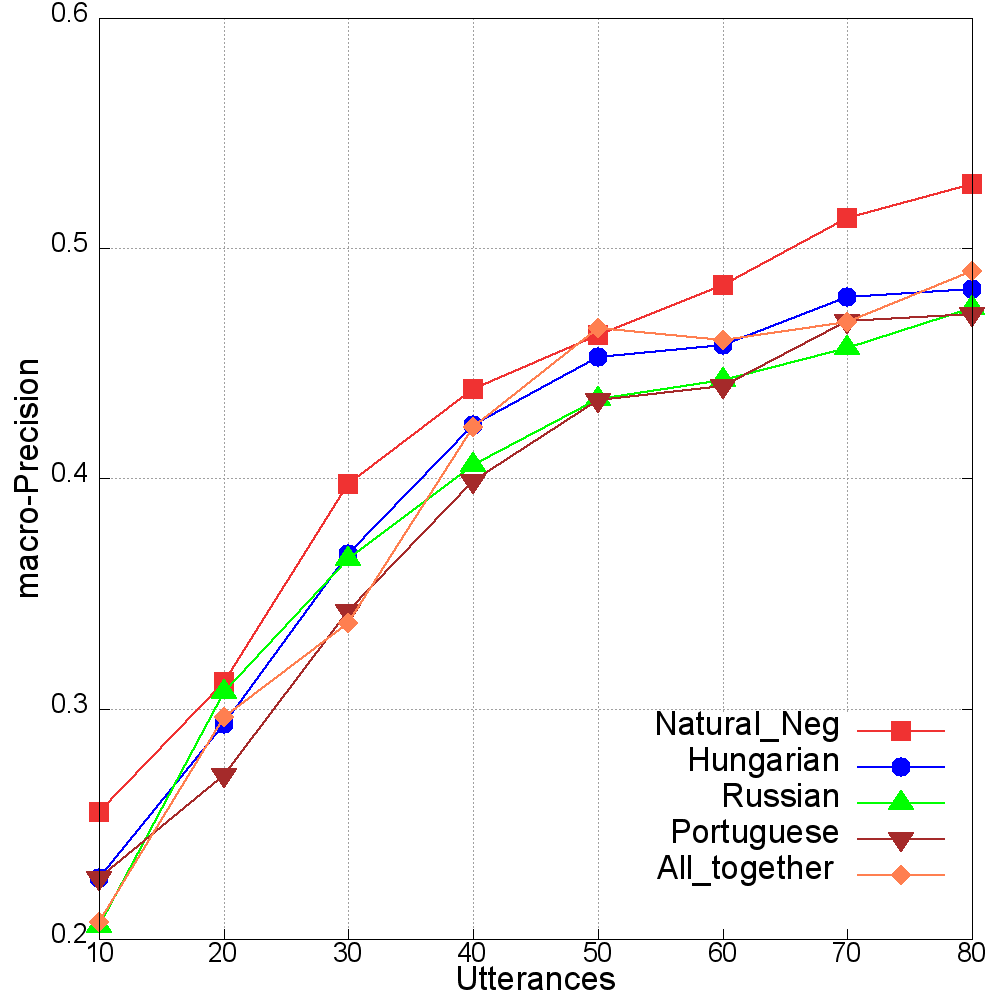 0.6
0.5
0.4
0.3
0.2
macro-Precision
Natural_Neg
Hungarian
Russian
Portuguese
All_together
10 20 30 40 50 60 70 80
Utterances